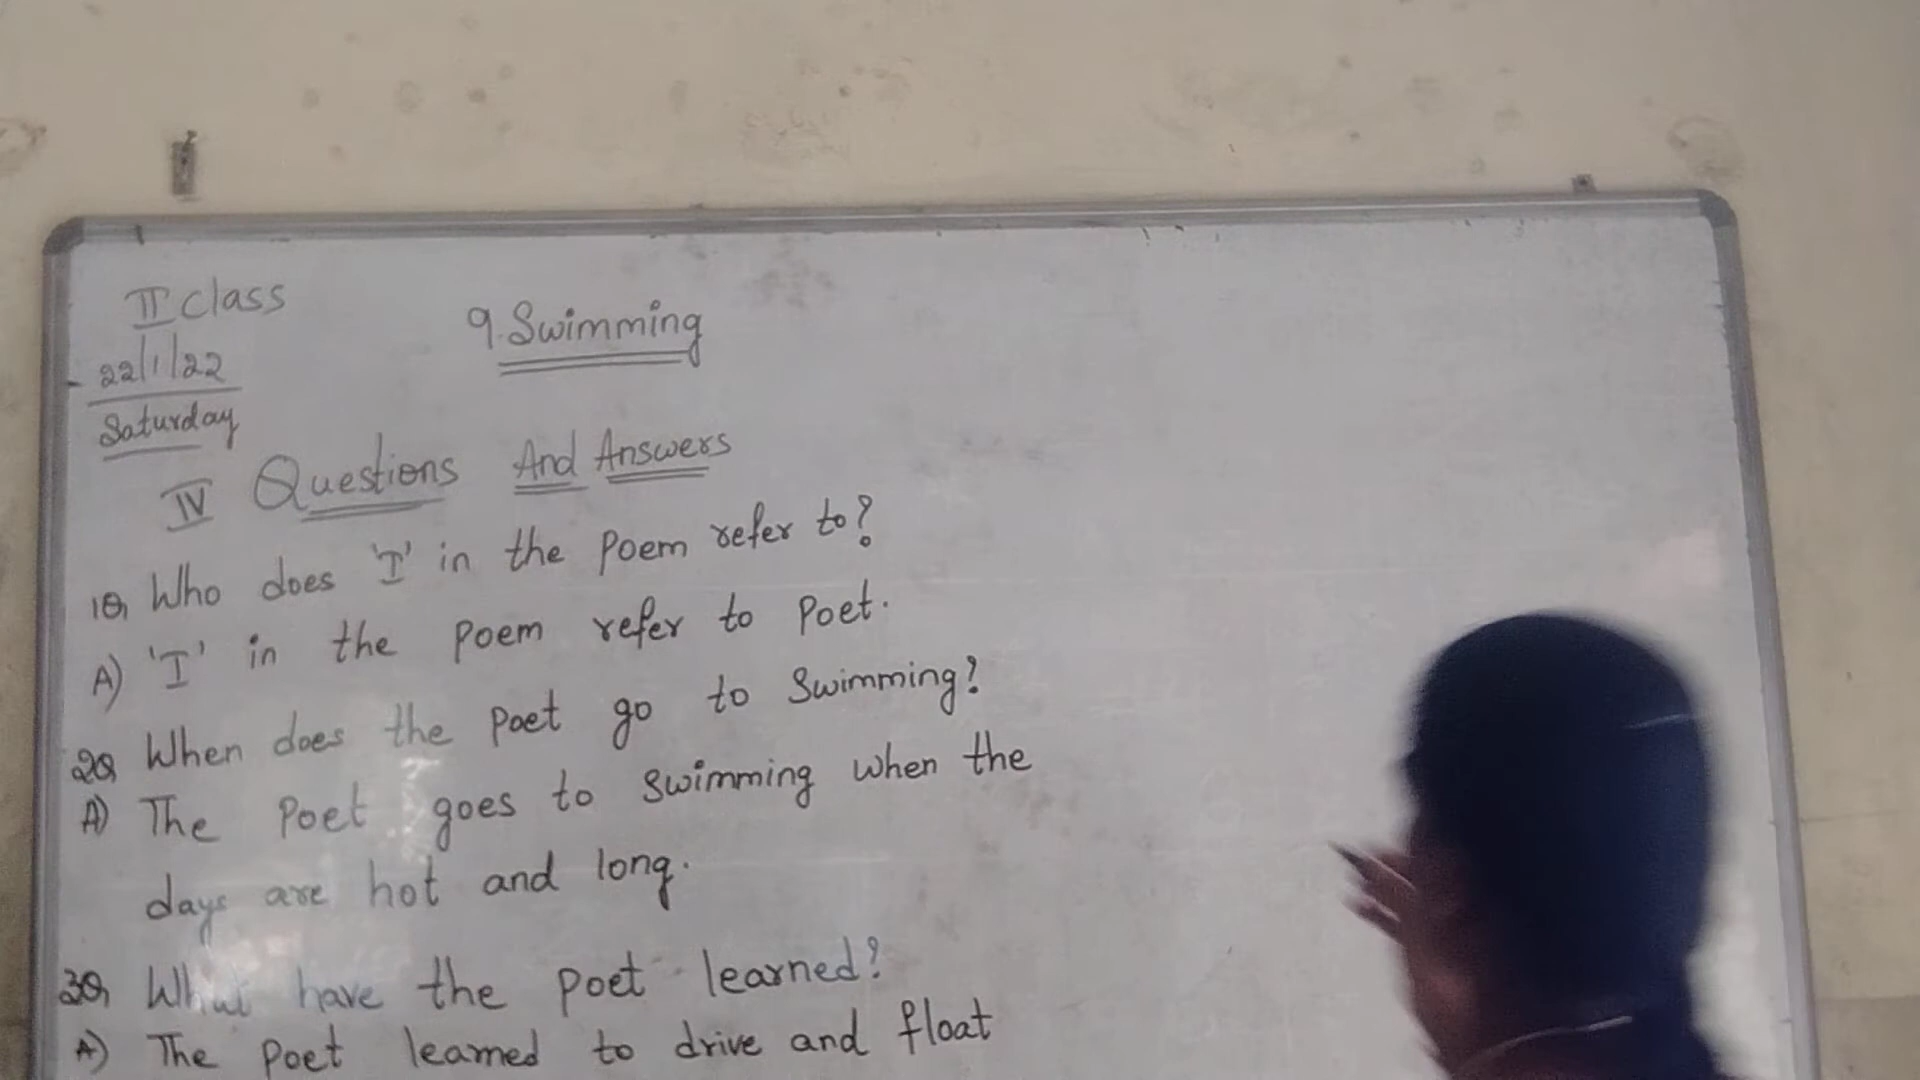 II Class
9. Swimming
22/1/22
Saturday
IV Questions And Answers
1Q, Who does 'I' in the poem refer to?
A) 'I' in the poem refer to poet.
2Q When does the poet go to Swimming?
A) The Poet goes to swimming when the
days are hot and long.
3Q, What have the poet learned?
A) The poet learned to drive and float